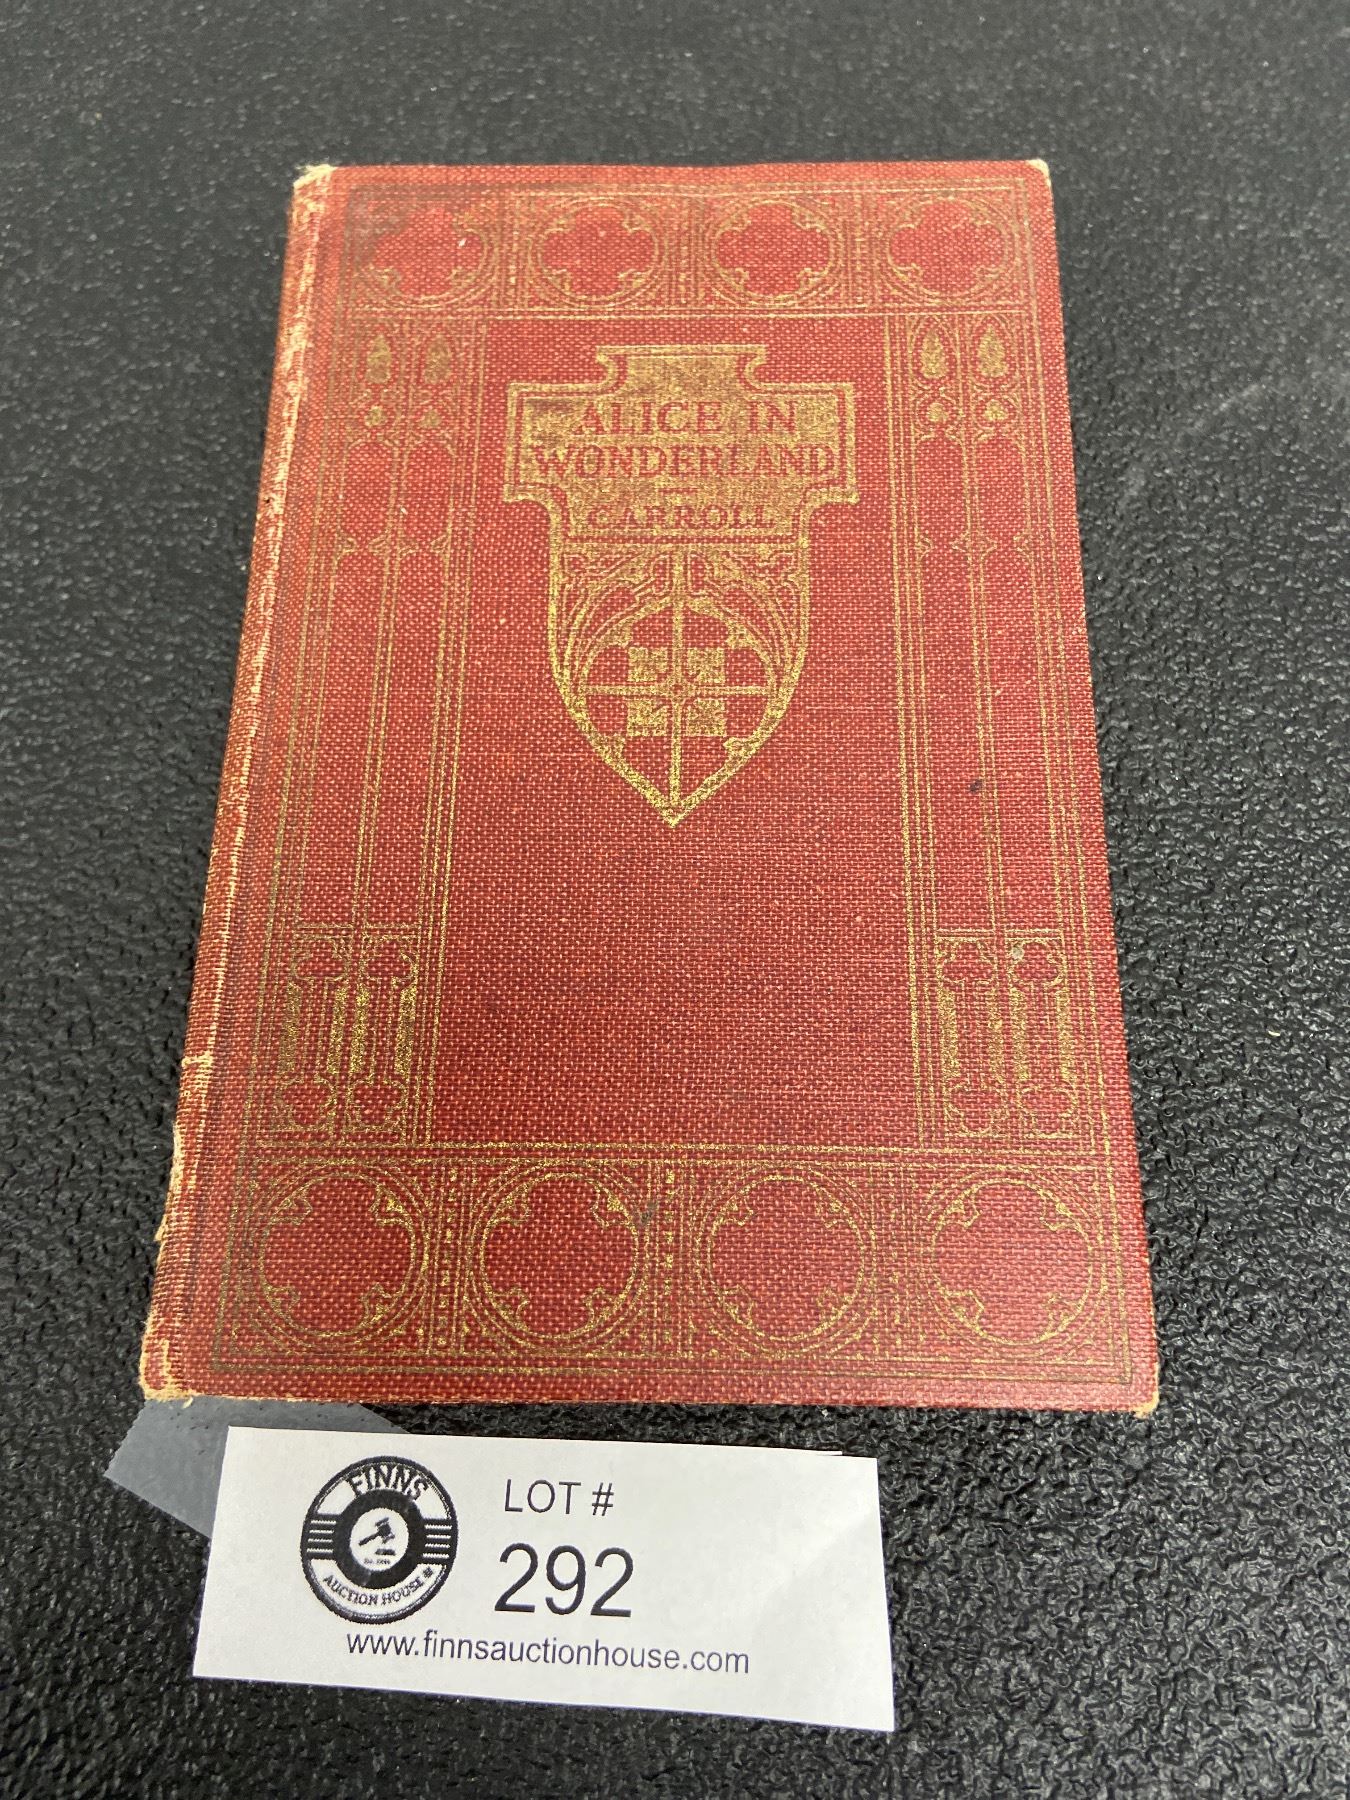 ALICE IN
WONDERLAND
CARROLL
FINNS
AUCTION HOUSE
LOT #
292
www.finnsauctionhouse.com